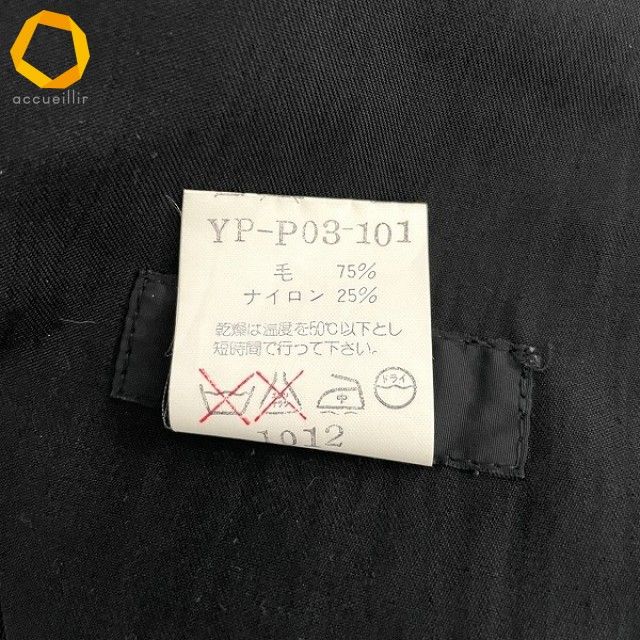 accueillir
YP-P03-101
毛 75%
ナイロン 25%
乾燥は温度を50℃以下とし
短時間で行って下さい。
中 ドライ
1012